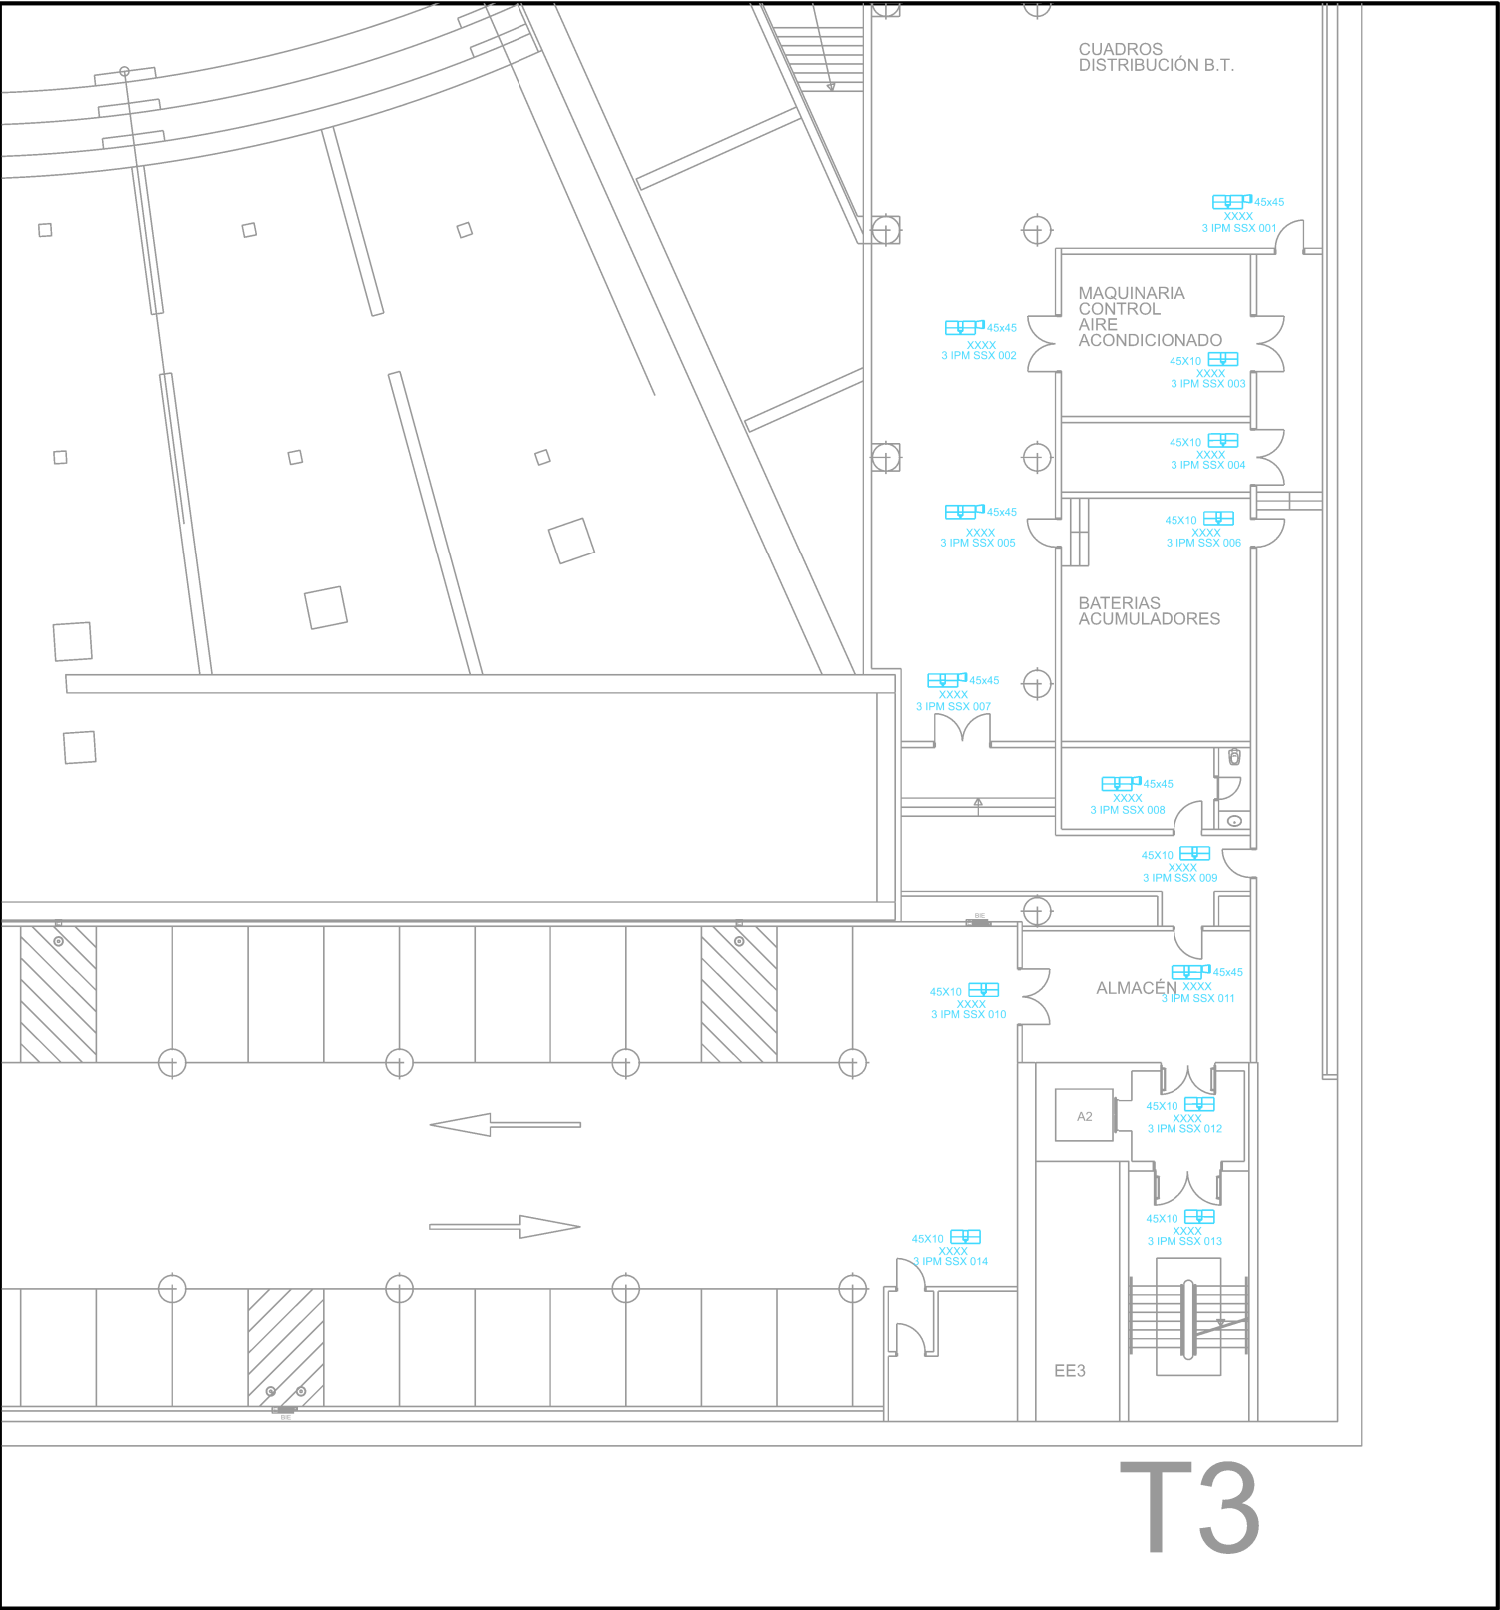 CUADROS
DISTRIBUCIÓN B.T.
45x45
XXXX
3 IPM SSX 001
MAQUINARIA
CONTROL
AIRE
ACONDICIONADO
45x45
XXXX
3 IPM SSX 002
45X10
XXXX
3 IPM SSX 003
45X10
XXXX
3 IPM SSX 004
45x45
XXXX
3 IPM SSX 005
45X10
XXXX
3 IPM SSX 006
BATERIAS
ACUMULADORES
45x45
XXXX
3 IPM SSX 007
45x45
XXXX
3 IPM SSX 008
45X10
XXXX
3 IPM SSX 009
BIE
45X10
XXXX
3 IPM SSX 010
ALMACÉN
45x45
XXXX
3 IPM SSX 011
A2
45X10
XXXX
3 IPM SSX 012
45X10
XXXX
3 IPM SSX 013
45X10
XXXX
3 IPM SSX 014
EE3
BIE
T3